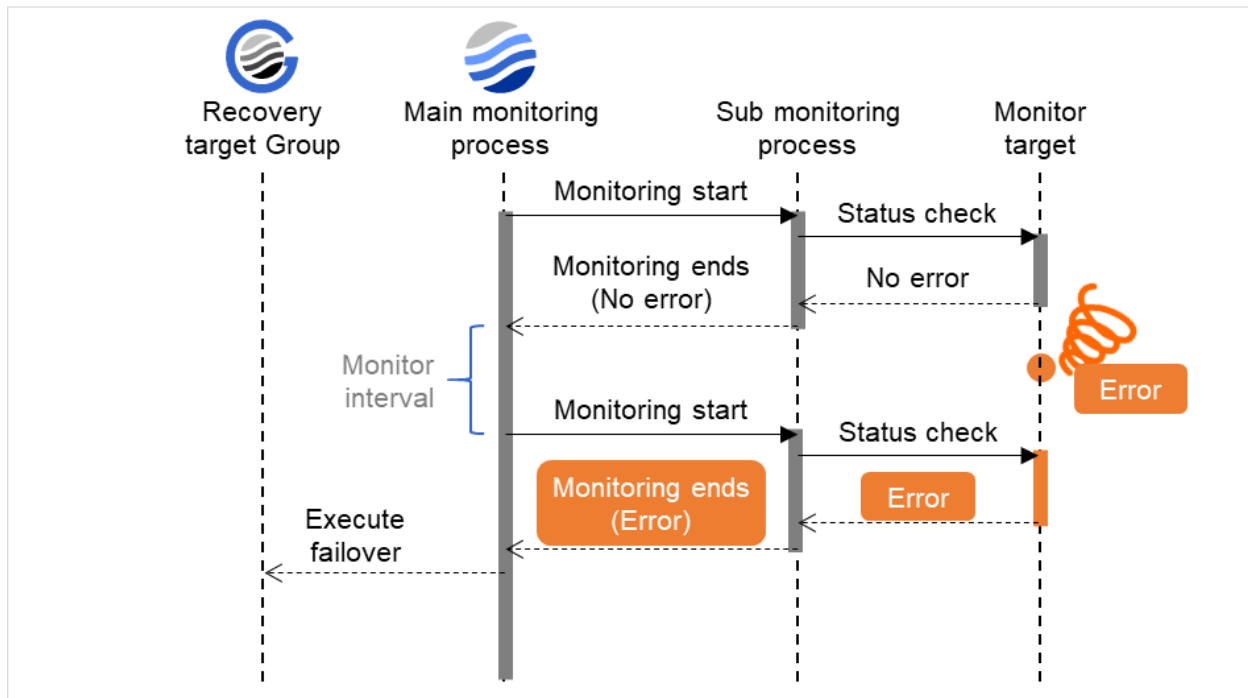 Recovery
target Group
Main monitoring
process
Sub monitoring
process
Monitor
target
Monitoring start
Status check
Monitoring ends
(No error)
No error
Monitor
interval
Error
Monitoring start
Status check
Monitoring ends
(Error)
Error
Execute
failover